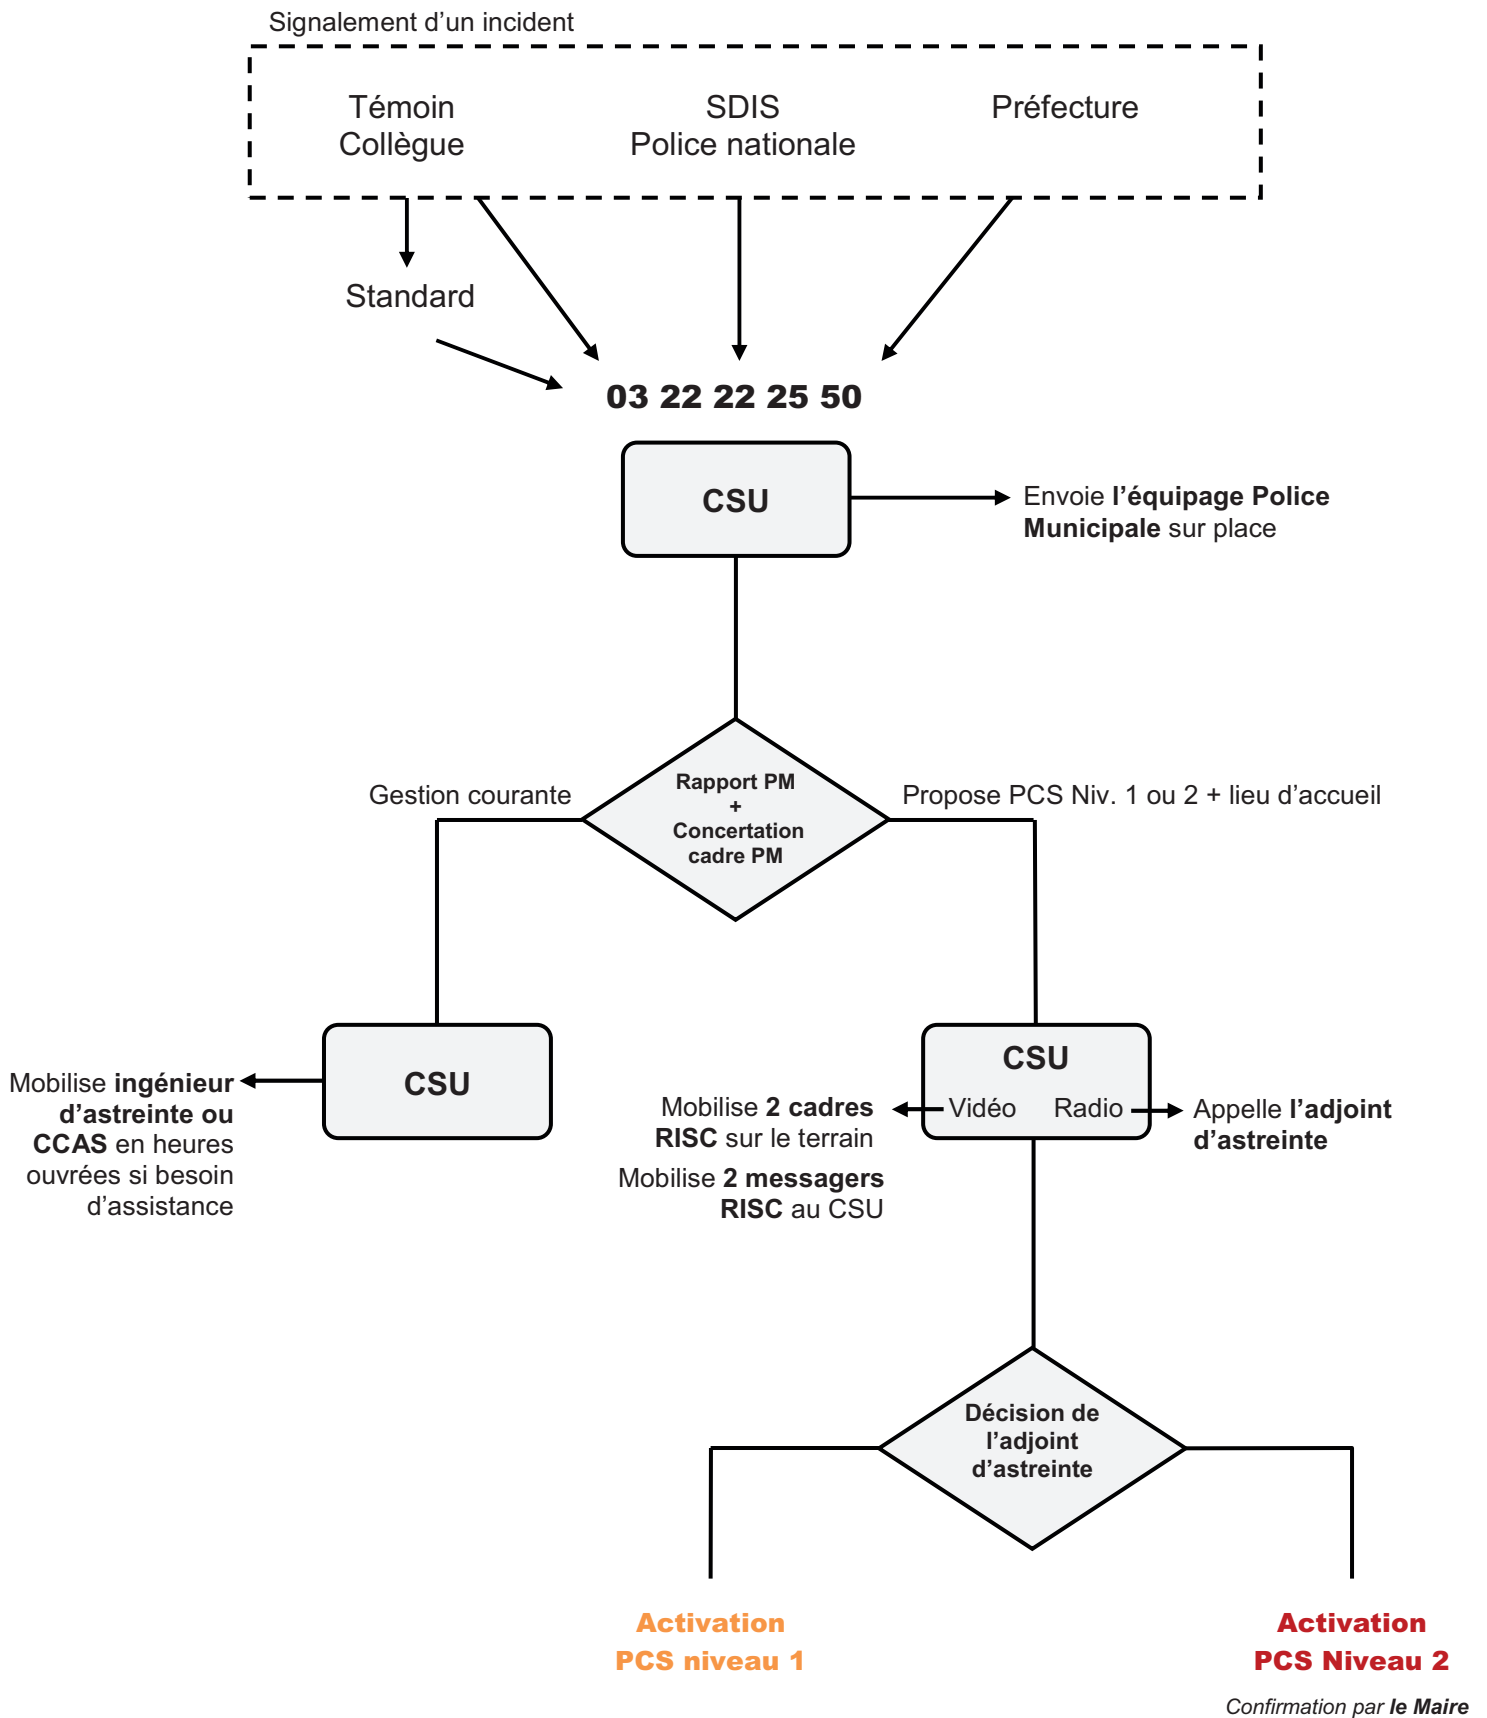 Signalement d’un incident
Témoin
Collègue
SDIS
Police nationale
Préfecture
Standard
03 22 22 25 50
CSU
Envoie l’équipage Police
Municipale sur place
Gestion courante
Rapport PM
+
Concertation
cadre PM
Propose PCS Niv. 1 ou 2 + lieu d’accueil
Mobilise ingénieur
d’astreinte ou
CCAS en heures
ouvrées si besoin
d’assistance
CSU
CSU
Vidéo Radio
Mobilise 2 cadres
RISC sur le terrain
Mobilise 2 messagers
RISC au CSU
Appelle l’adjoint
d’astreinte
Décision de
l’adjoint
d’astreinte
Activation
PCS niveau 1
Activation
PCS Niveau 2
Confirmation par le Maire